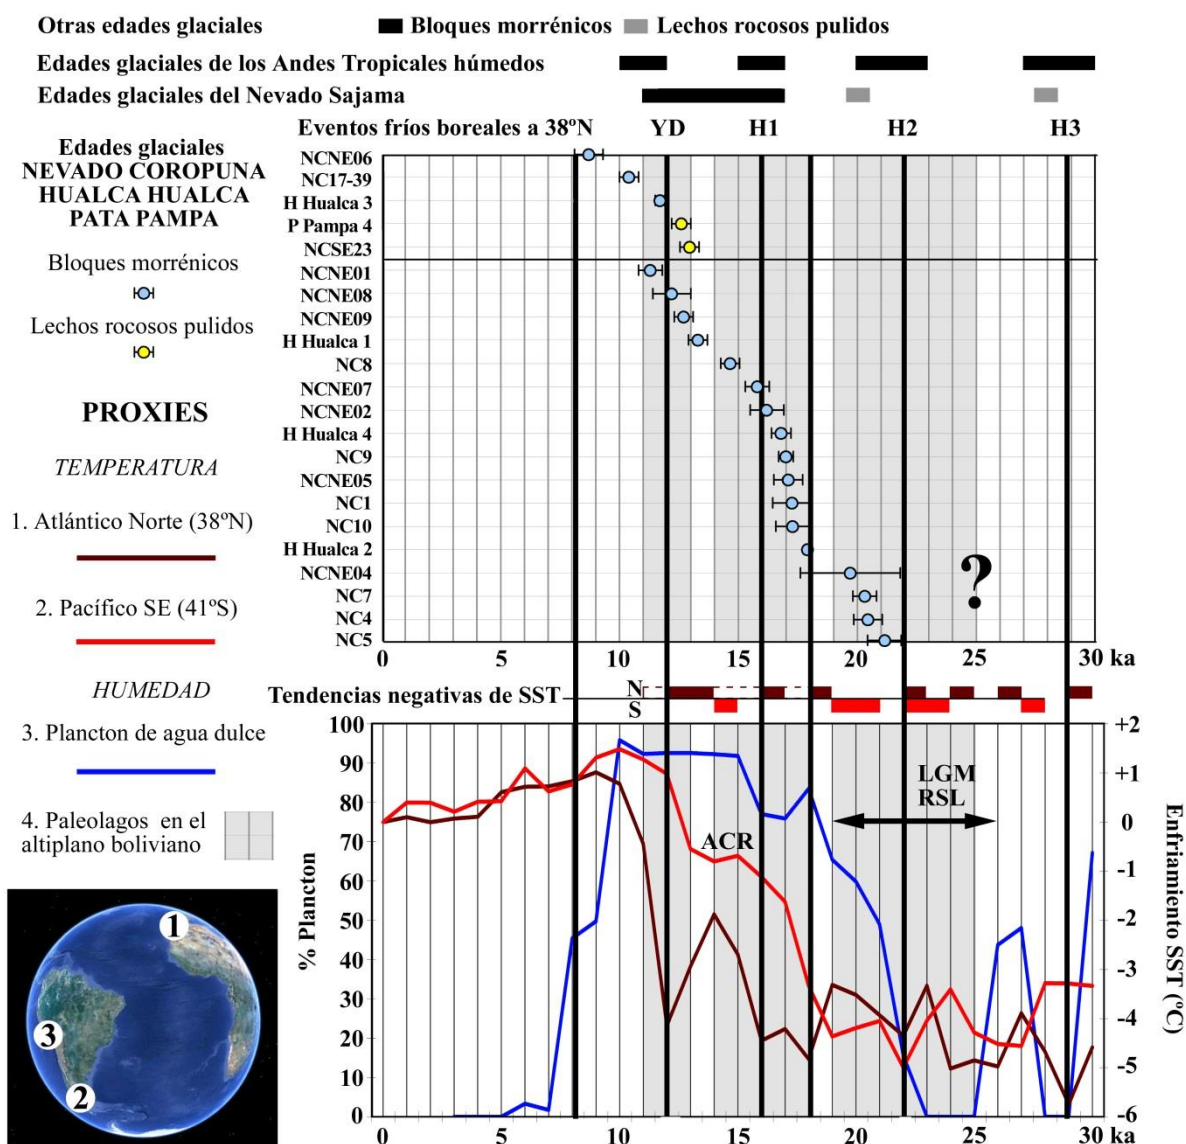 Otras edades glaciales
Bloques morrénicos
Lechos rocosos pulidos
Edades glaciales de los Andes Tropicales húmedos
Edades glaciales del Nevado Sajama
Eventos fríos boreales a 38ºN
YD
H1
H2
H3
Edades glaciales
NEVADO COROPUNA
HUALCA HUALCA
PATA PAMPA
Bloques morrénicos
Lechos rocosos pulidos
PROXIES
TEMPERATURA
1. Atlántico Norte (38ºN)
2. Pacífico SE (41ºS)
HUMEDAD
3. Plancton de agua dulce
4. Paleolagos en el
altiplano boliviano
1
3
2
NCNE06
NC17-39
H Hualca 3
P Pampa 4
NCSE23
NCNE01
NCNE08
NCNE09
H Hualca 1
NC8
NCNE07
NCNE02
H Hualca 4
NC9
NCNE05
NC1
NC10
H Hualca 2
NCNE04
NC7
NC4
NC5
?
0 5 10 15 20 25 30 ka
Tendencias negativas de SST
N
S
100
90
80
70
60
50
40
30
20
10
0
% Plancton
ACR
LGM
RSL
+2
+1
0
-1
-2
-3
-4
-5
-6
Enfriamiento SST (ºC)
0 5 10 15 20 25 30 ka